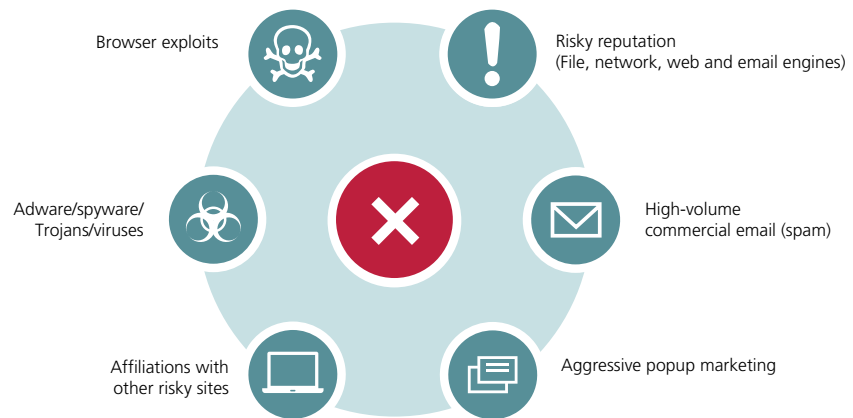 Browser exploits
Risky reputation
(File, network, web and email engines)
Adware/spyware/
Trojans/viruses
High-volume
commercial email (spam)
Affiliations with
other risky sites
Aggressive popup marketing